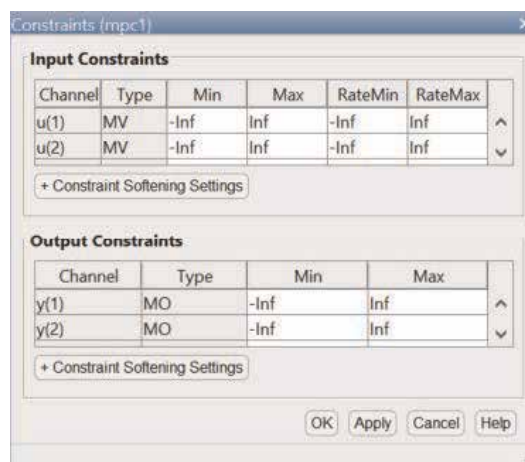 Constraints (mpc1)
Input Constraints
Channel Type Min Max RateMin RateMax
u(1) MV -Inf Inf -Inf Inf
u(2) MV -Inf Inf -Inf Inf
+ Constraint Softening Settings
Output Constraints
Channel Type Min Max
y(1) MO -Inf Inf
y(2) MO -Inf Inf
+ Constraint Softening Settings
OK Apply Cancel Help